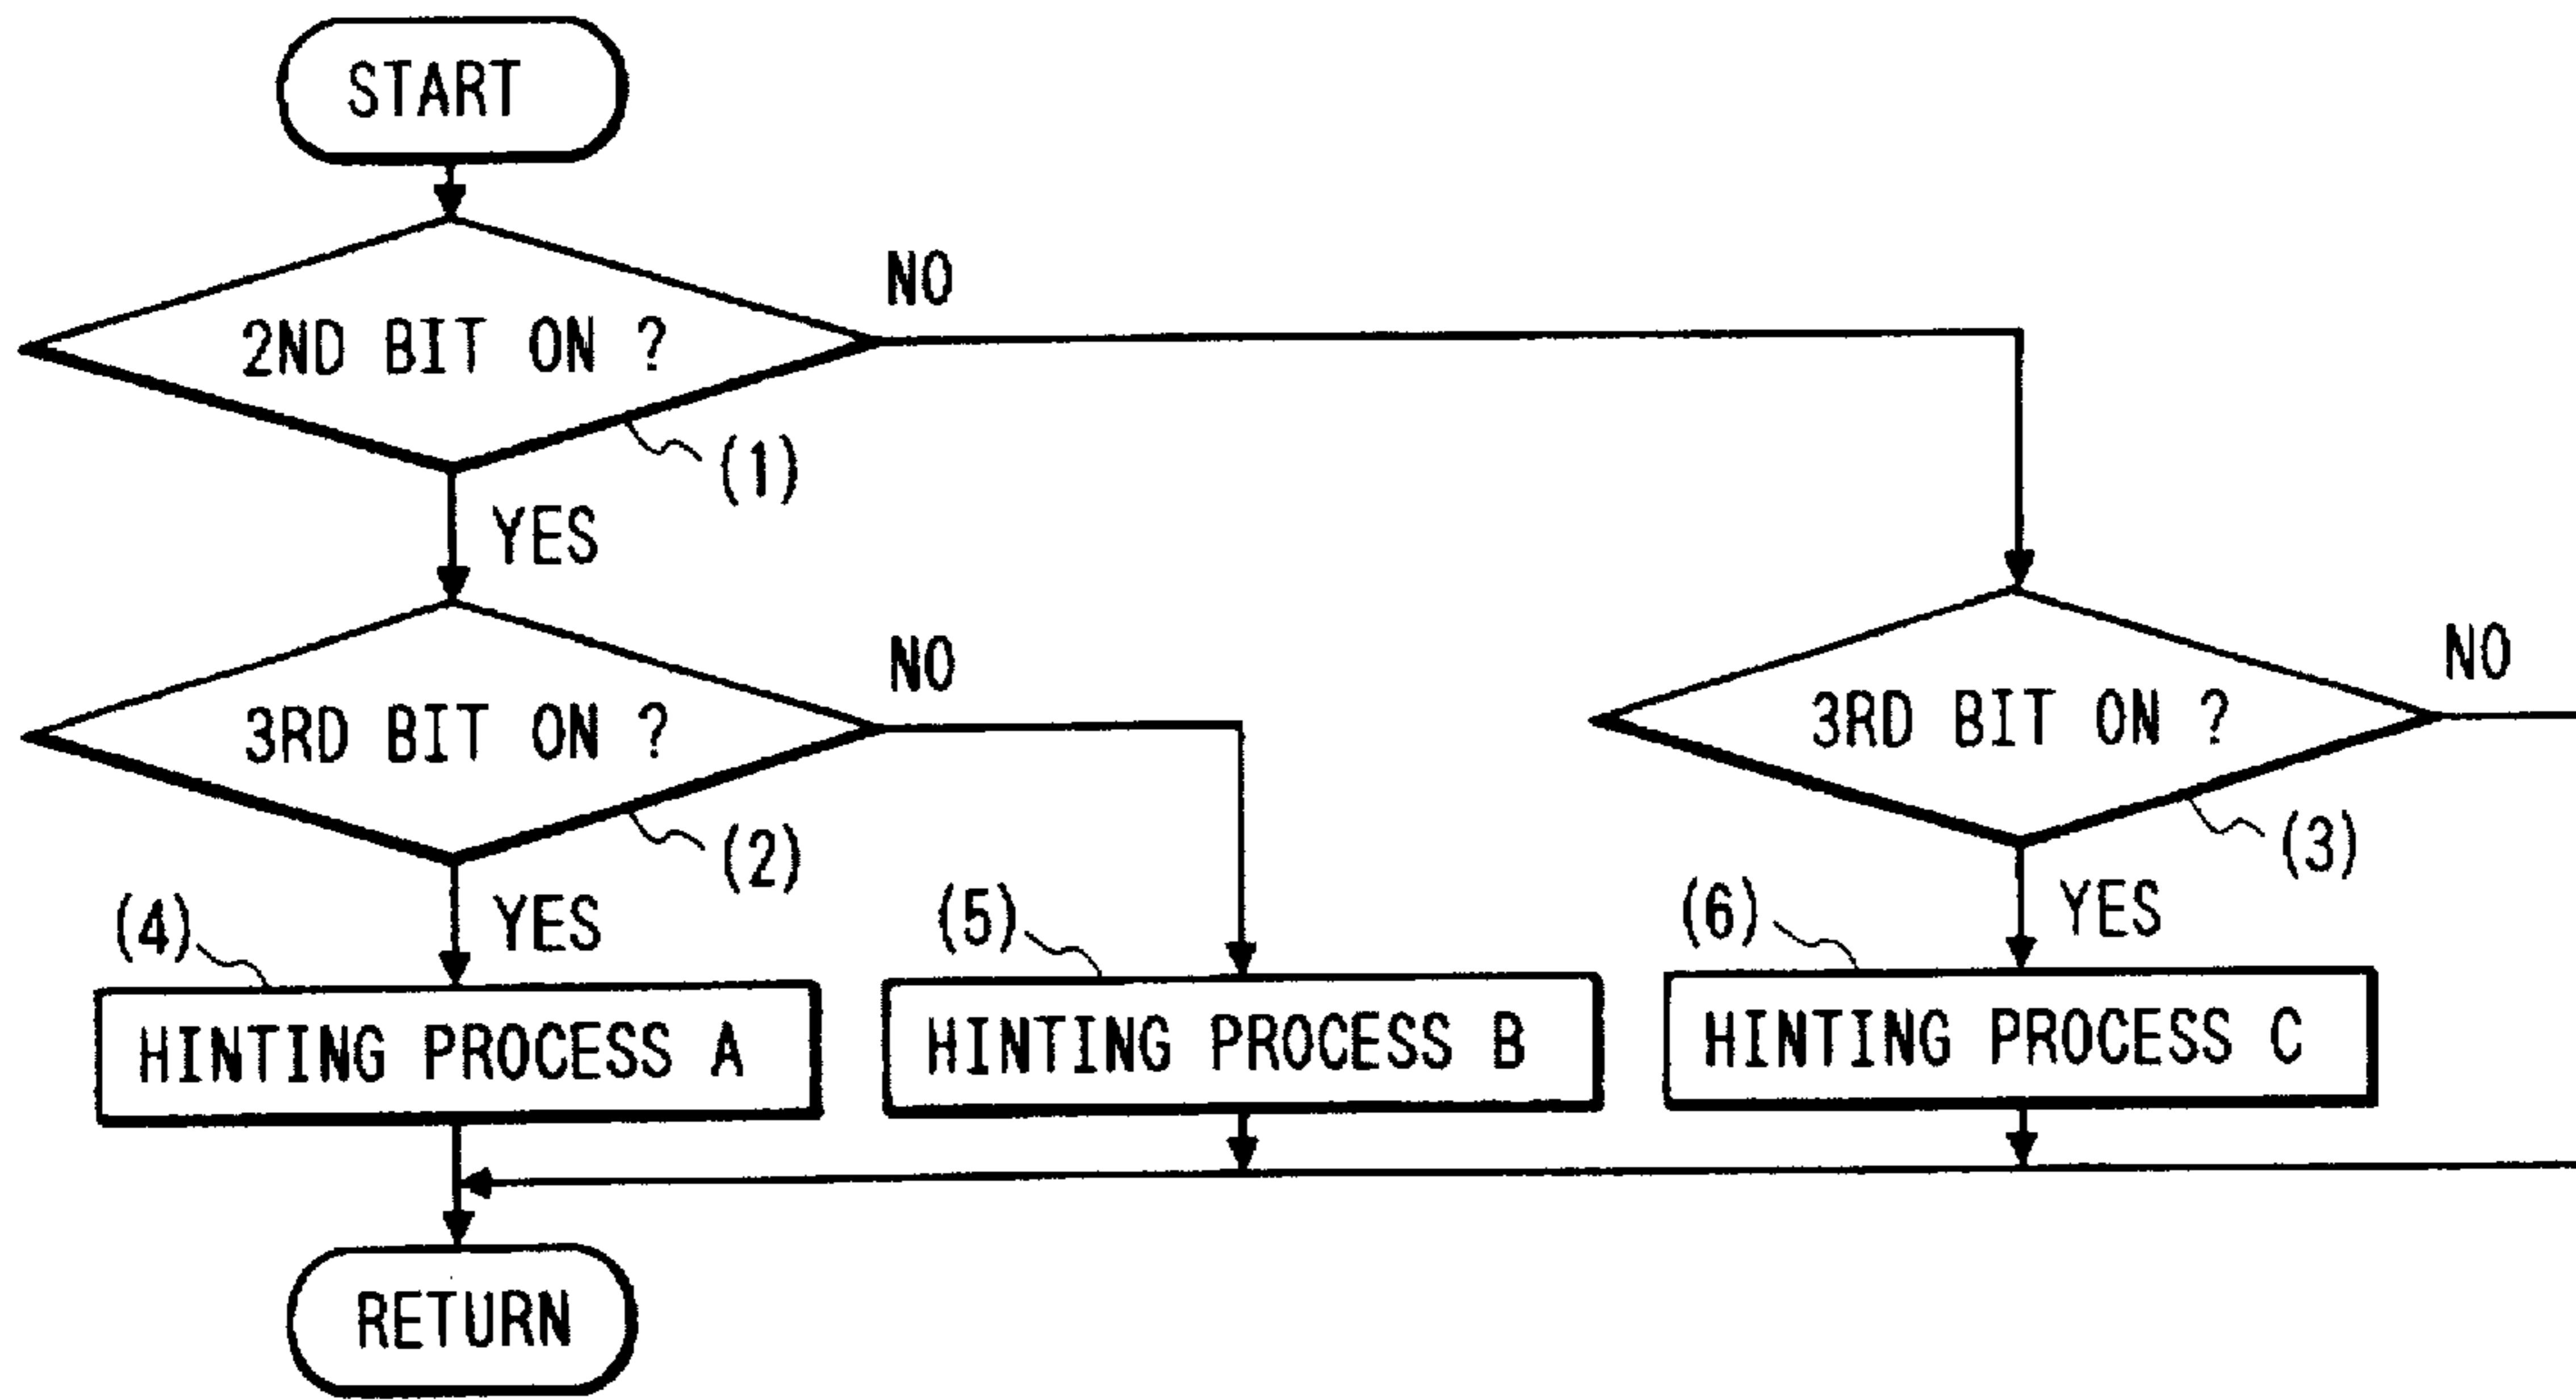 START
NO
2ND BIT ON ?
(1)
YES
NO
3RD BIT ON ?
(2)
NO
3RD BIT ON ?
(3)
YES
YES
(4)
(5)
(6)
HINTING PROCESS A
HINTING PROCESS B
HINTING PROCESS C
RETURN